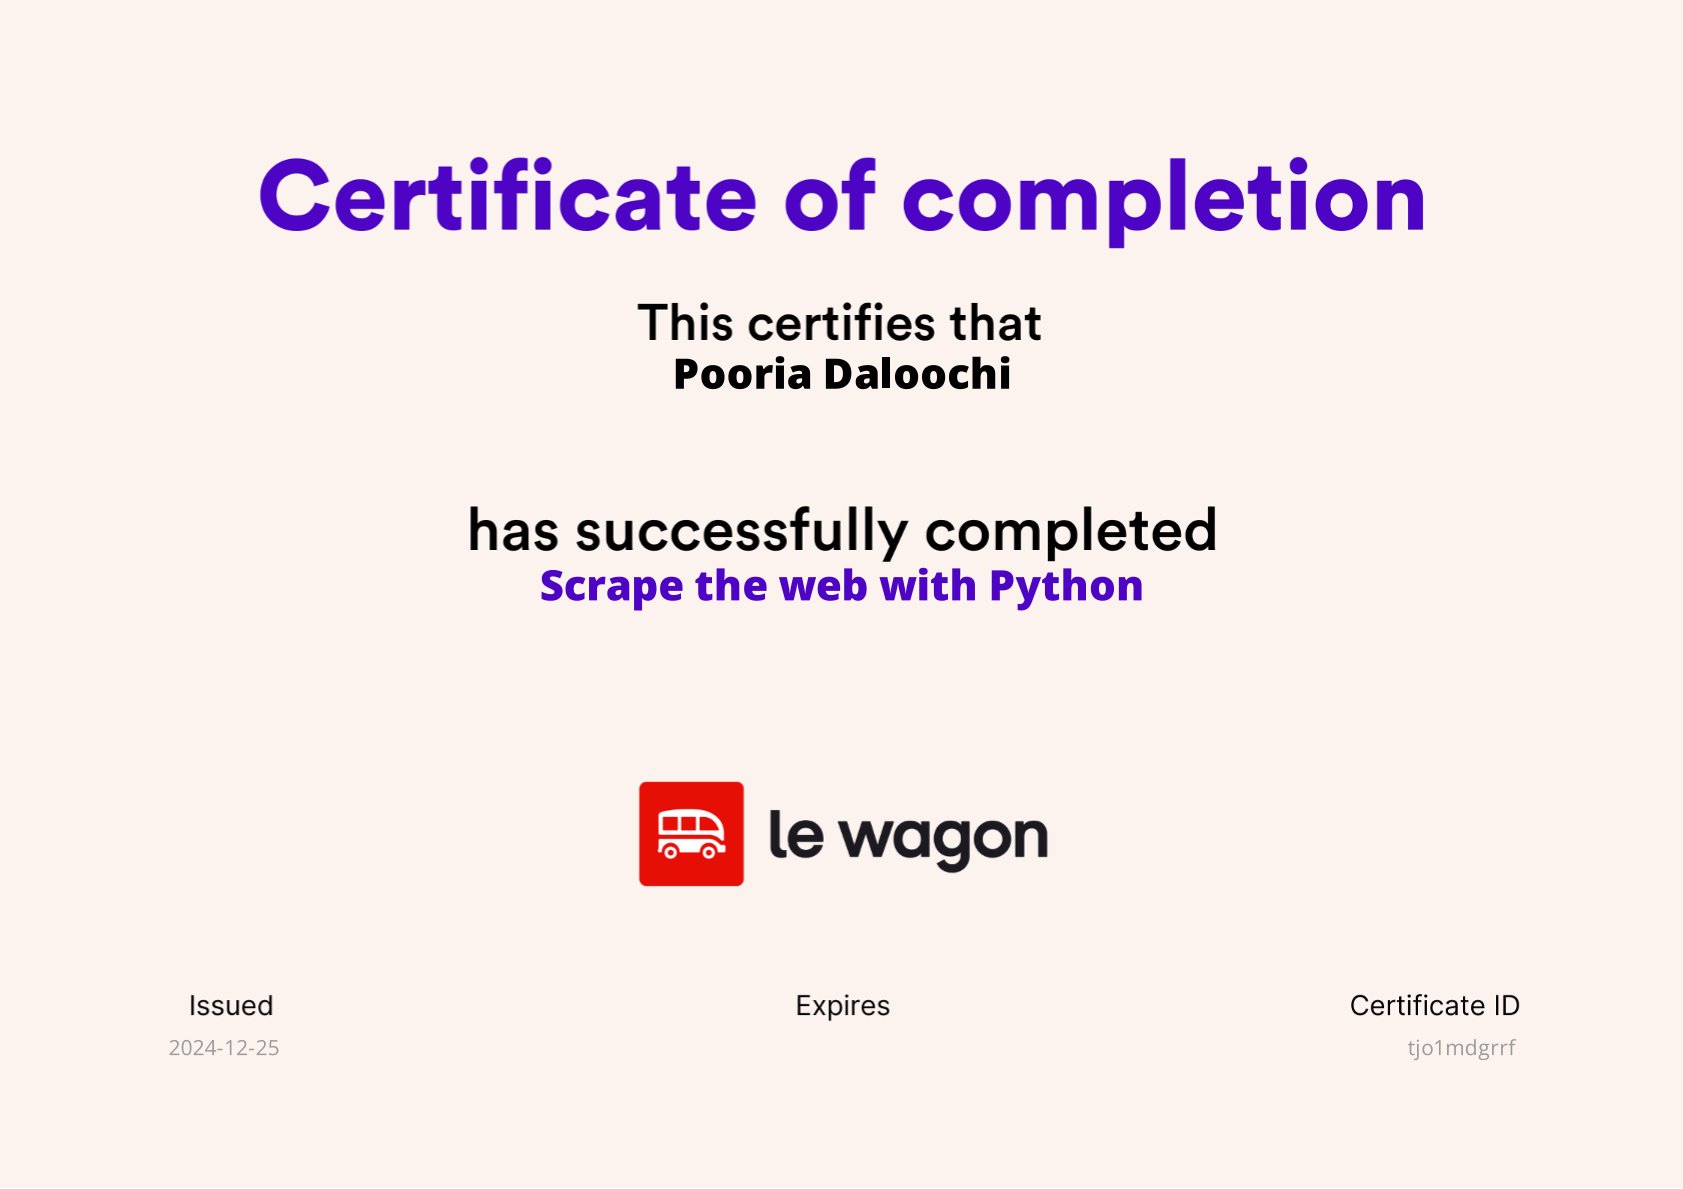 Certificate of completion
This certifies that
Pooria Daloochi
has successfully completed
Scrape the web with Python
le wagon
Issued
Expires
Certificate ID
2024-12-25
tjo1mdgrrf